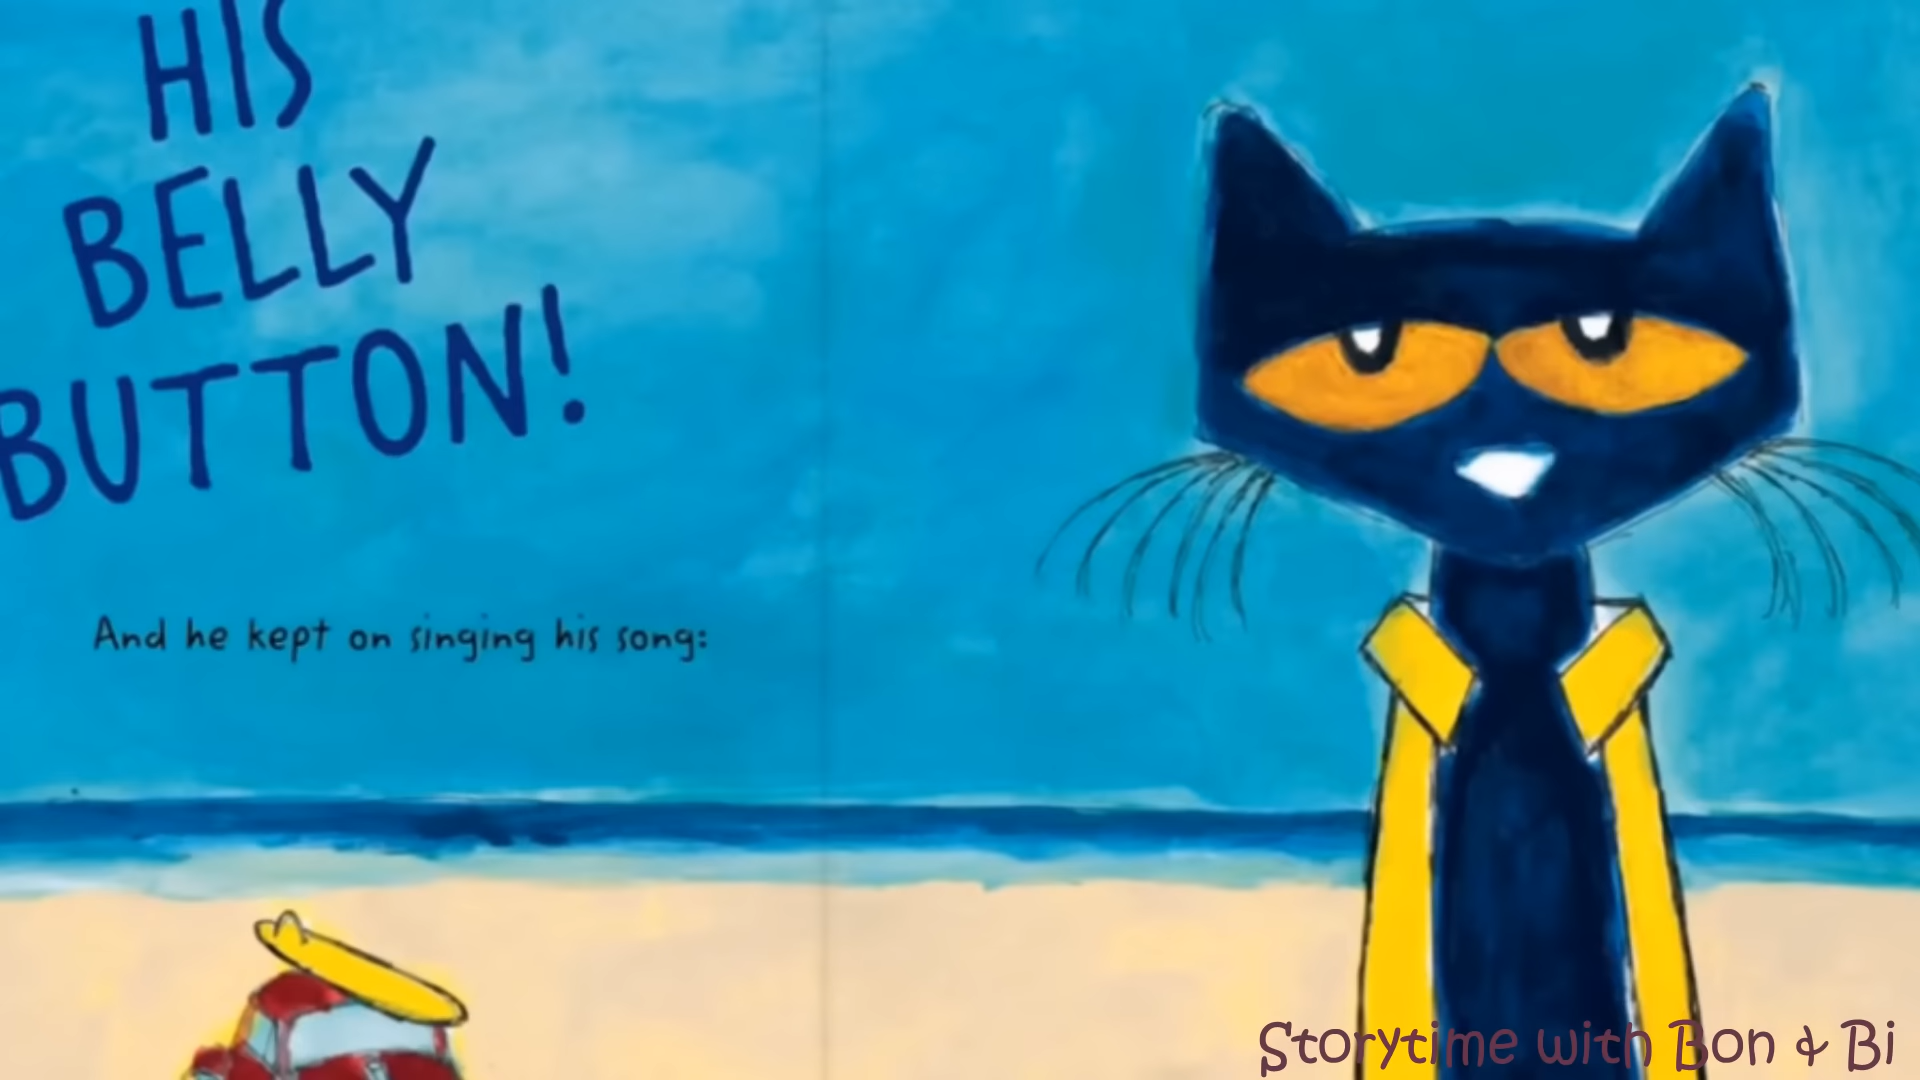 HIS
BELLY
BUTTON!
And he kept on singing his song:
Storytime with Bon & Bi